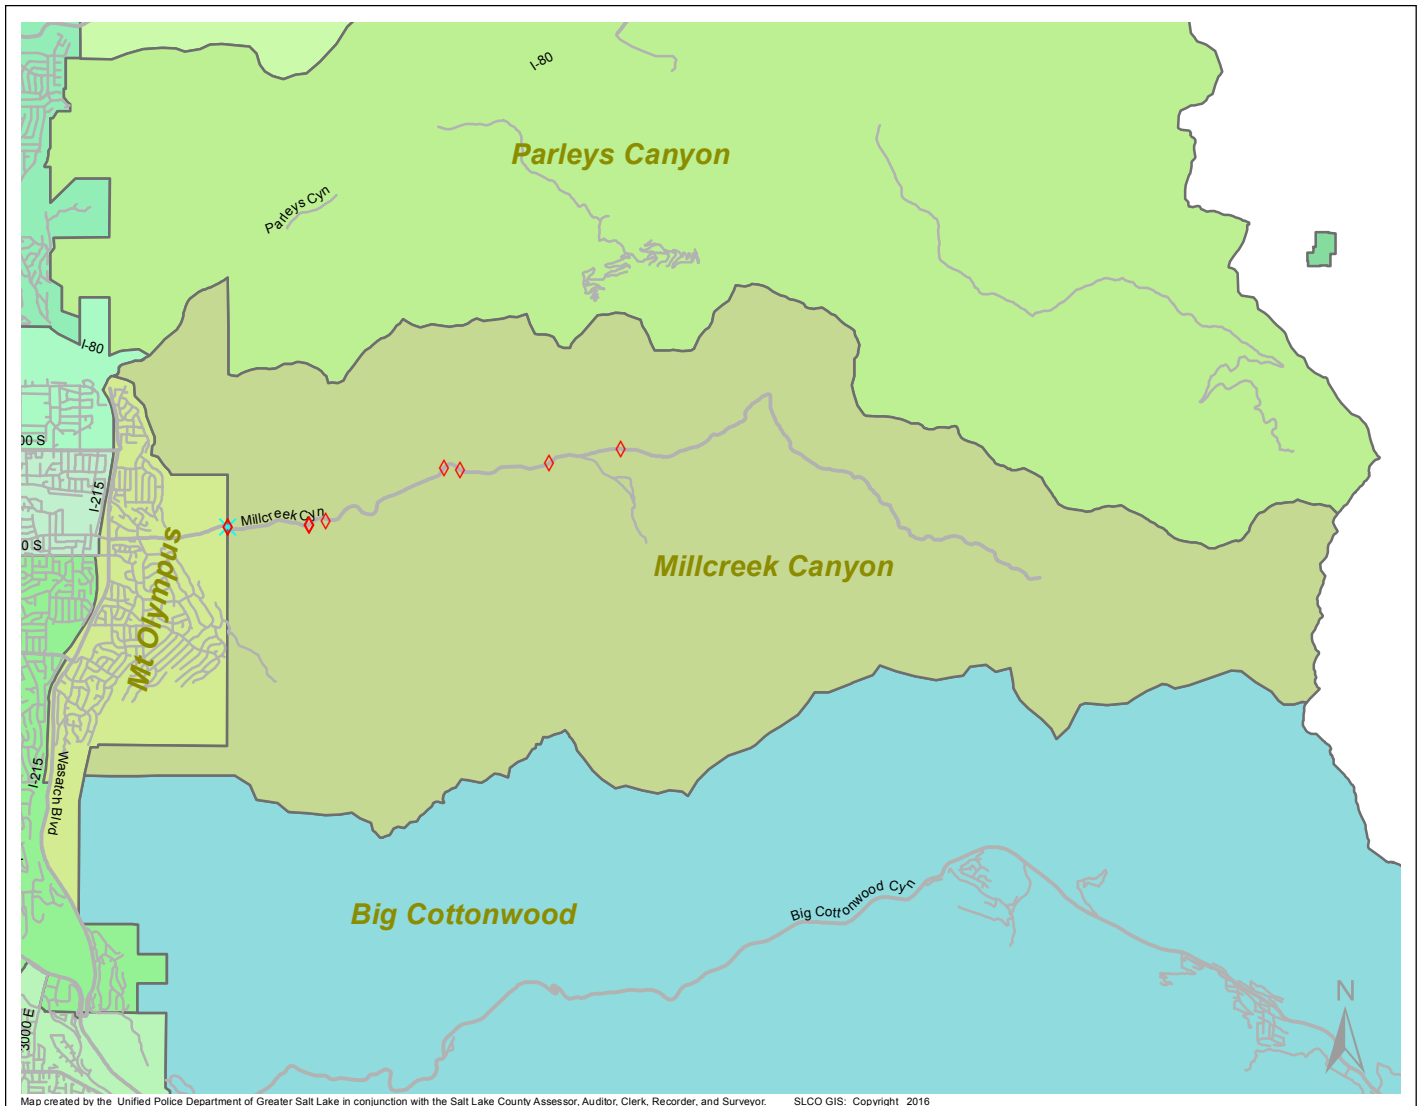 I-80
Parleys Canyon
Parleys Cyn
I-80
00 S
I-215
Millcreek Cyn
0 S
Millcreek Canyon
Mt Olympus
I-215
Wasatch Blvd
Big Cottonwood Cyn
Big Cottonwood
N
3000 E
Map created by the Unified Police Department of Greater Salt Lake in conjunction with the Salt Lake County Assessor, Auditor, Clerk, Recorder, and Surveyor. SLCO GIS: Copyright 2016